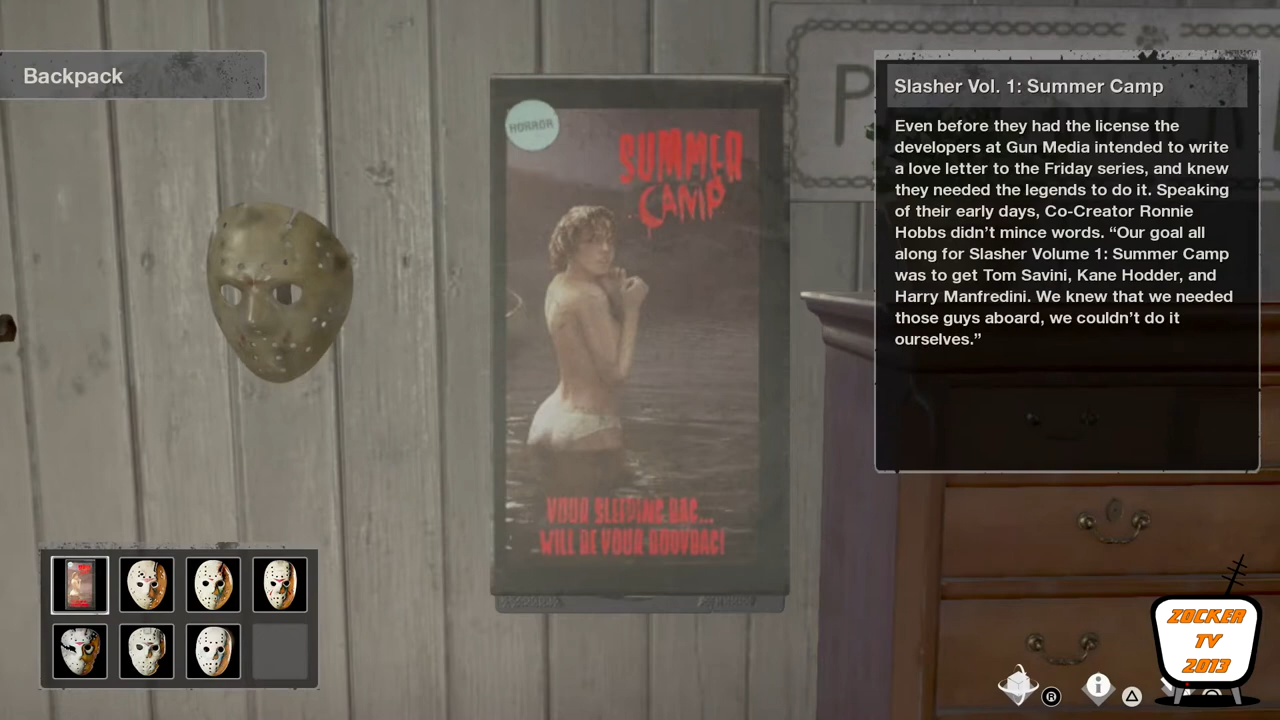 Backpack
HORROR
SUMMER
CAMP
YOUR SLEEPING BAG...
...WILL BE YOUR BODYBAG!
P
Slasher Vol. 1: Summer Camp
Even before they had the license the
developers at Gun Media intended to write
a love letter to the Friday series, and knew
they needed the legends to do it. Speaking
of their early days, Co-Creator Ronnie
Hobbs didn’t mince words. “Our goal all
along for Slasher Volume 1: Summer Camp
was to get Tom Savini, Kane Hodder, and
Harry Manfredini. We knew that we needed
those guys aboard, we couldn’t do it
ourselves.”
R
ZOCKER
TV
2013